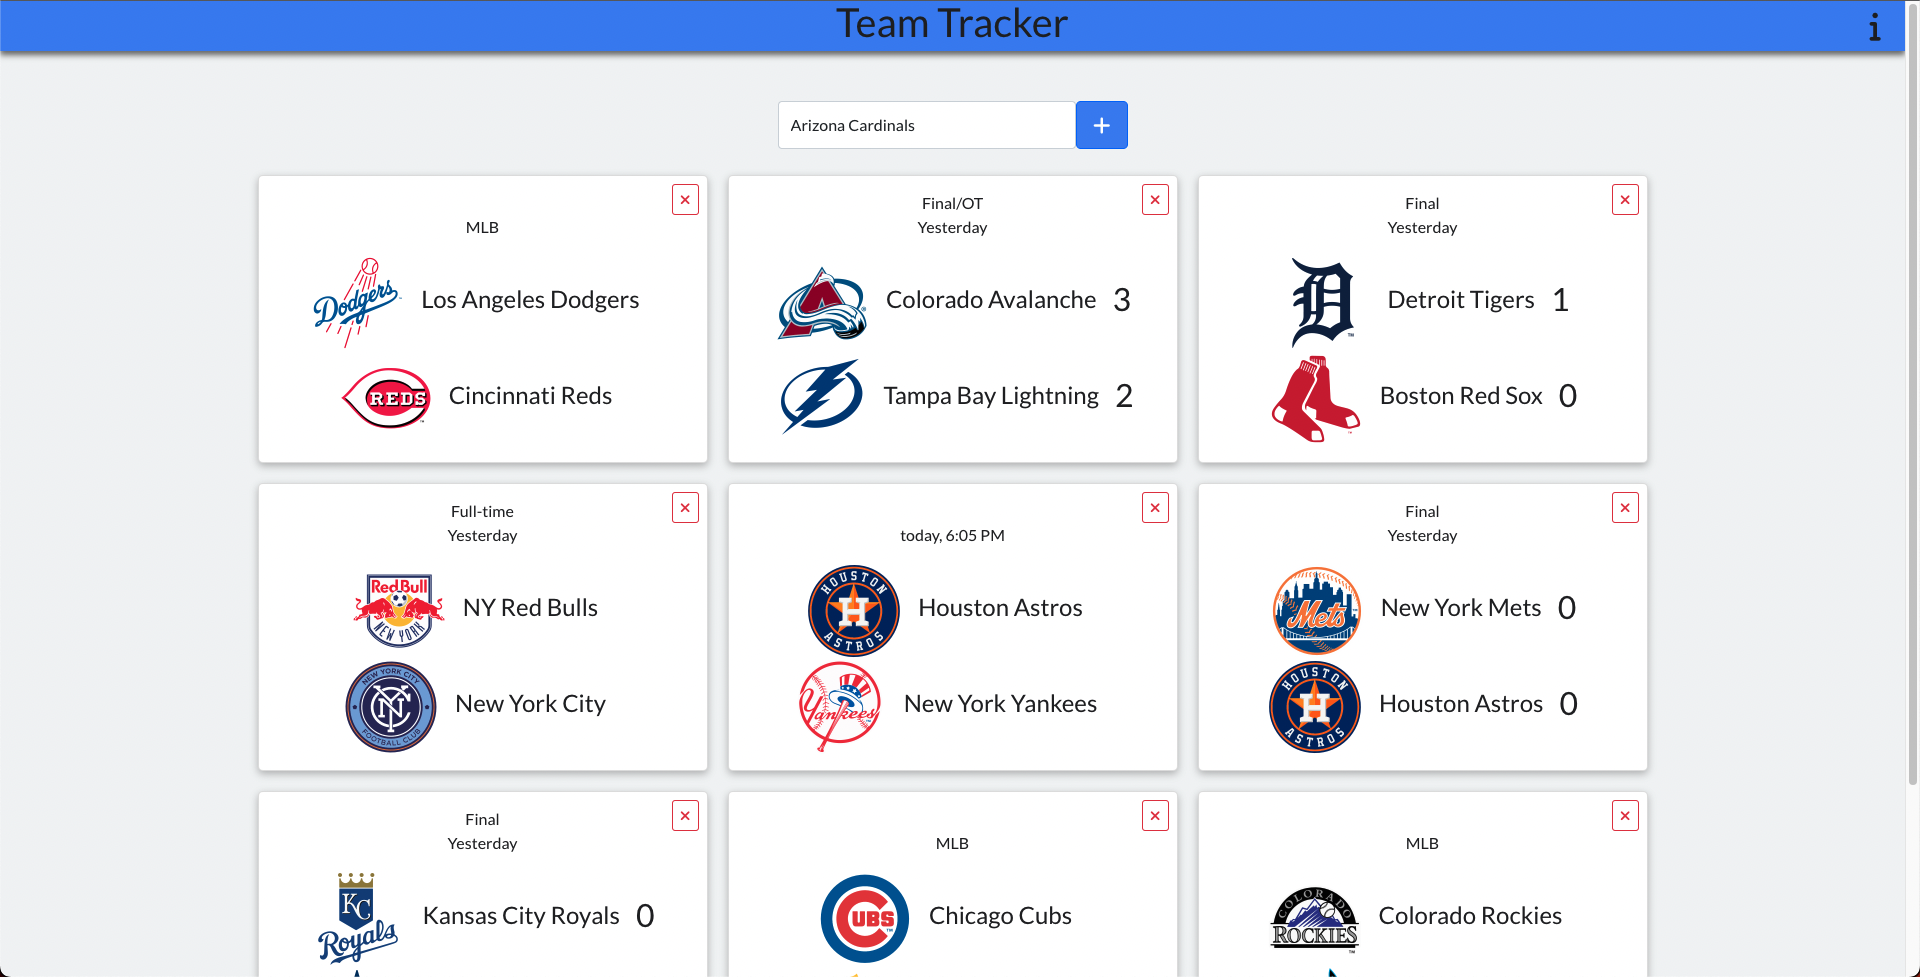 Team Tracker
i
Arizona Cardinals
+
MLB
Dodgers
Los Angeles Dodgers
REDS
Cincinnati Reds
Final/OT
Yesterday
Colorado Avalanche 3
Tampa Bay Lightning 2
Final
Yesterday
Detroit Tigers 1
Boston Red Sox 0
Full-time
Yesterday
Red Bull
NEW YORK
NY Red Bulls
NEW YORK CITY
NYC
FOOTBALL CLUB
New York City
today, 6:05 PM
HOUSTON
H
ASTROS
Houston Astros
Yankees
New York Yankees
Final
Yesterday
Mets
New York Mets 0
HOUSTON
H
ASTROS
Houston Astros 0
Final
Yesterday
KC
Royals
Kansas City Royals 0
MLB
CUBS
Chicago Cubs
MLB
COLORADO
ROCKIES
Colorado Rockies